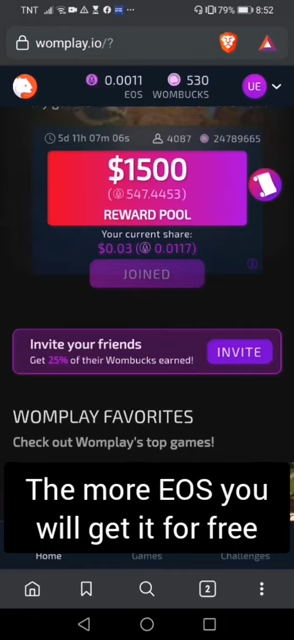 TNT 79% 8:52
womplay.io/?
0.0011 530 UE
EOS WOMBUCKS
5d 11h 07m 06s 4087 24789665
$1500
(547.4453)
REWARD POOL
Your current share:
$0.03 (0.0117)
JOINED
Invite your friends
Get 25% of their Wombucks earned!
INVITE
WOMPLAY FAVORITES
Check out Womplay's top games!
The more EOS you
will get it for free
Home Games Challenges
2